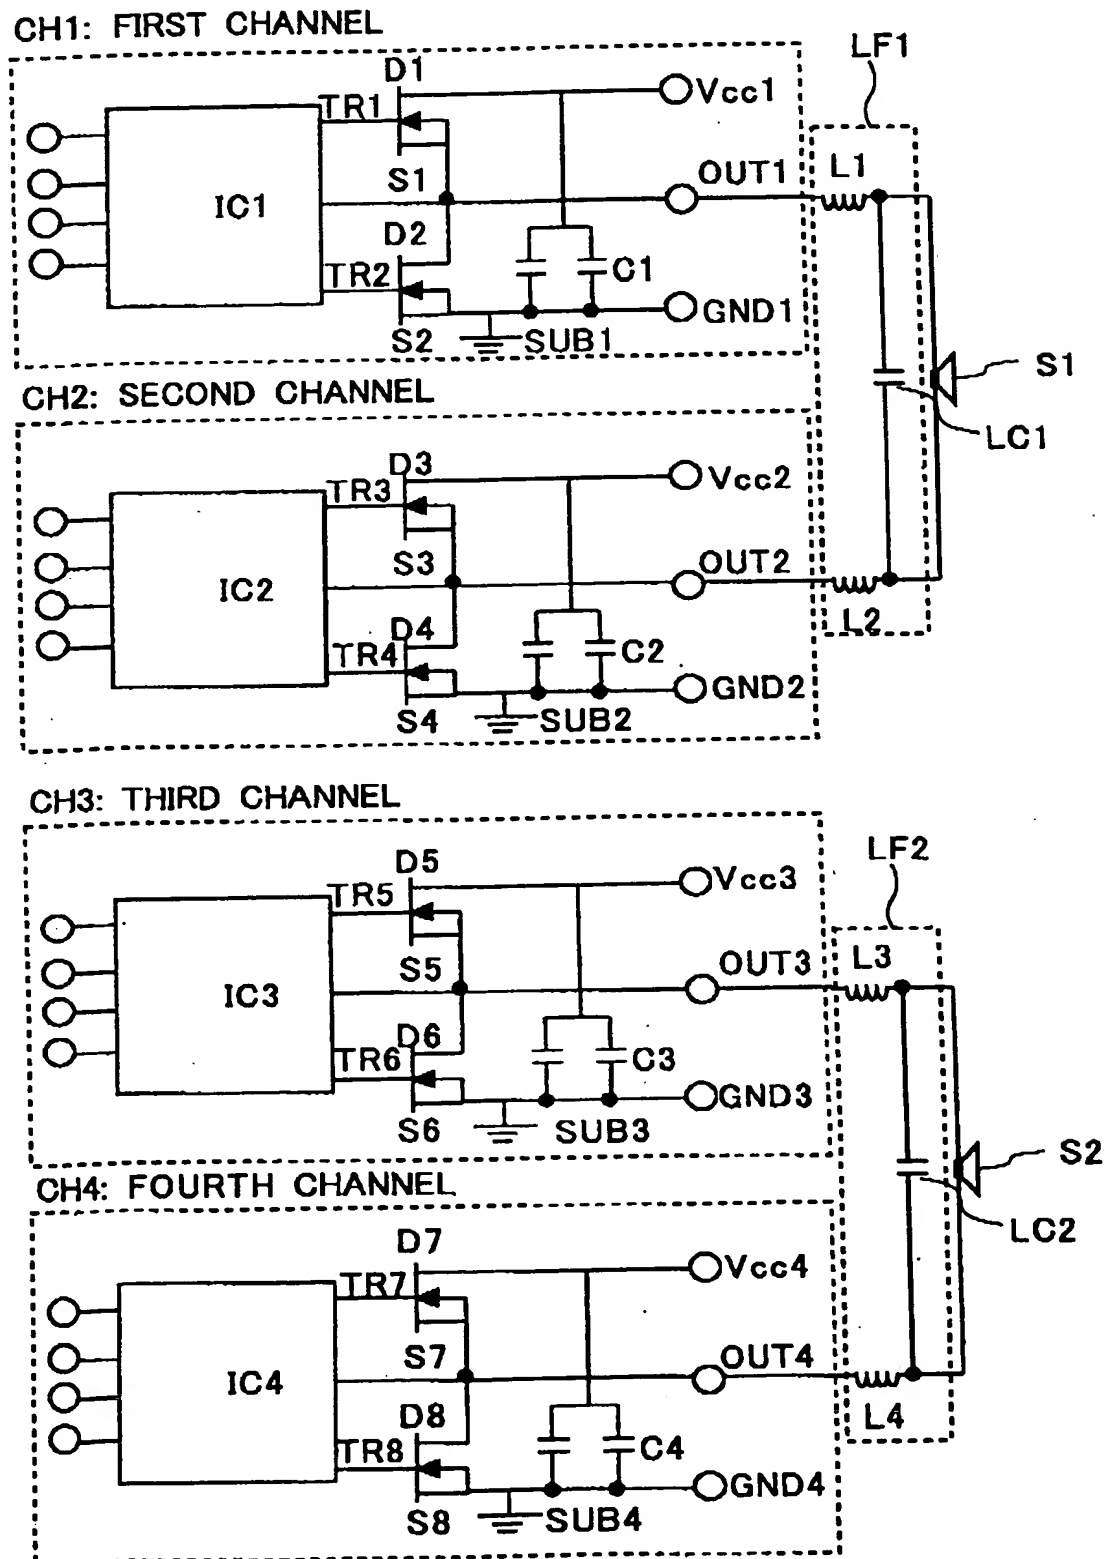 CH1: FIRST CHANNEL
LF1
D1
Vcc1
TR1
L1
OUT1
S1
IC1
D2
C1
TR2
GND1
S2
SUB1
S1
CH2: SECOND CHANNEL
LC1
D3
Vcc2
TR3
OUT2
S3
IC2
L2
D4
C2
TR4
GND2
S4
SUB2
CH3: THIRD CHANNEL
LF2
D5
Vcc3
TR5
L3
OUT3
S5
IC3
D6
C3
TR6
GND3
S6
SUB3
S2
CH4: FOURTH CHANNEL
LC2
D7
Vcc4
TR7
OUT4
S7
IC4
L4
D8
C4
TR8
GND4
S8
SUB4